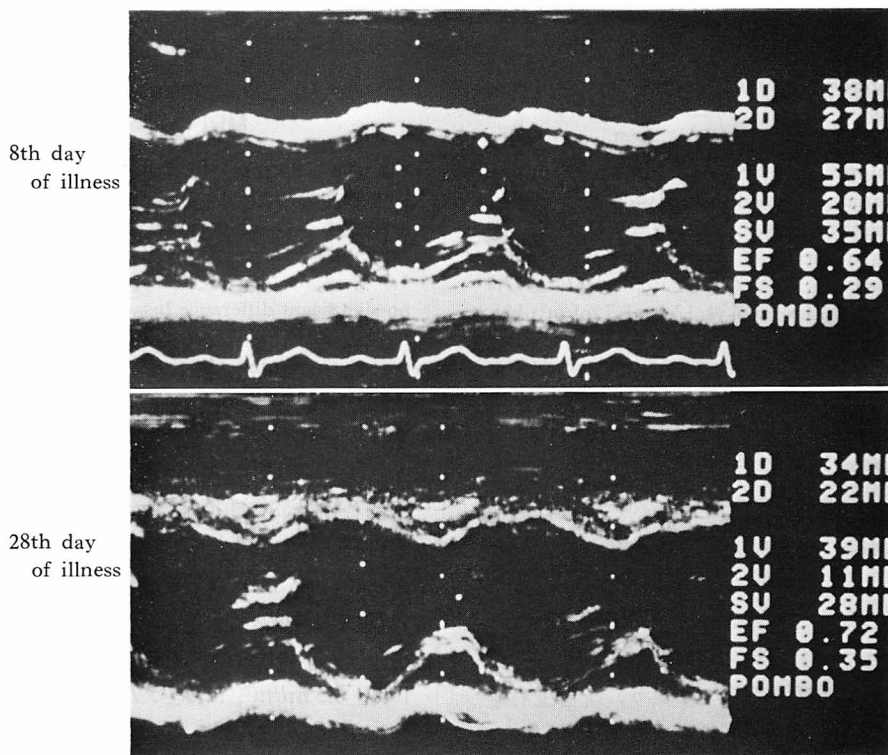 8th day
of illness
1D 38M
2D 27M
1V 55M
2V 20M
SV 35M
EF 0.64
FS 0.29
POMBO
28th day
of illness
1D 34M
2D 22M
1V 39M
2V 11M
SV 28M
EF 0.72
FS 0.35
POMBO